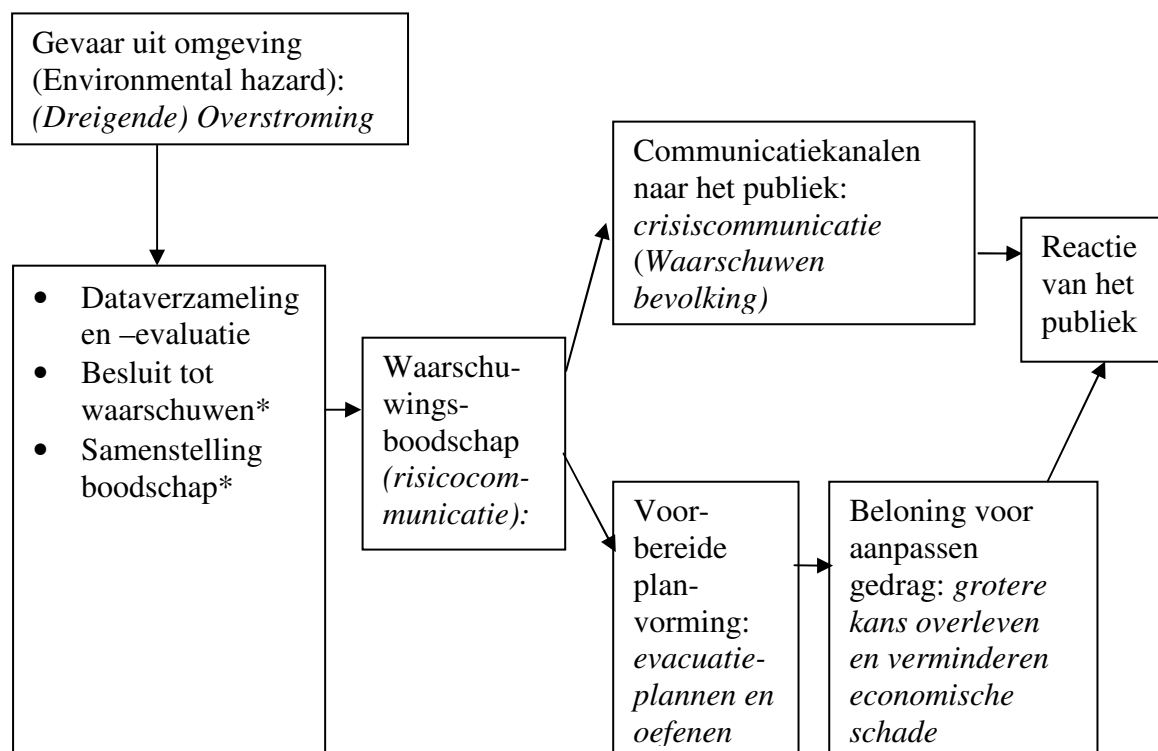 Gevaar uit omgeving
(Environmental hazard):
(Dreigende) Overstroming
• Dataverzameling
en –evaluatie
• Besluit tot
waarschuwen*
• Samenstelling
boodschap*
Waarschu-
wings-
boodschap
(risicocom-
municatie):
Communicatiekanalen
naar het publiek:
crisiscommunicatie
(Waarschuwen
bevolking)
Voor-
bereide
plan-
vorming:
evacuatie-
plannen en
oefenen
Beloning voor
aanpassen
gedrag: grotere
kans overleven
en verminderen
economische
schade
Reactie
van het
publiek